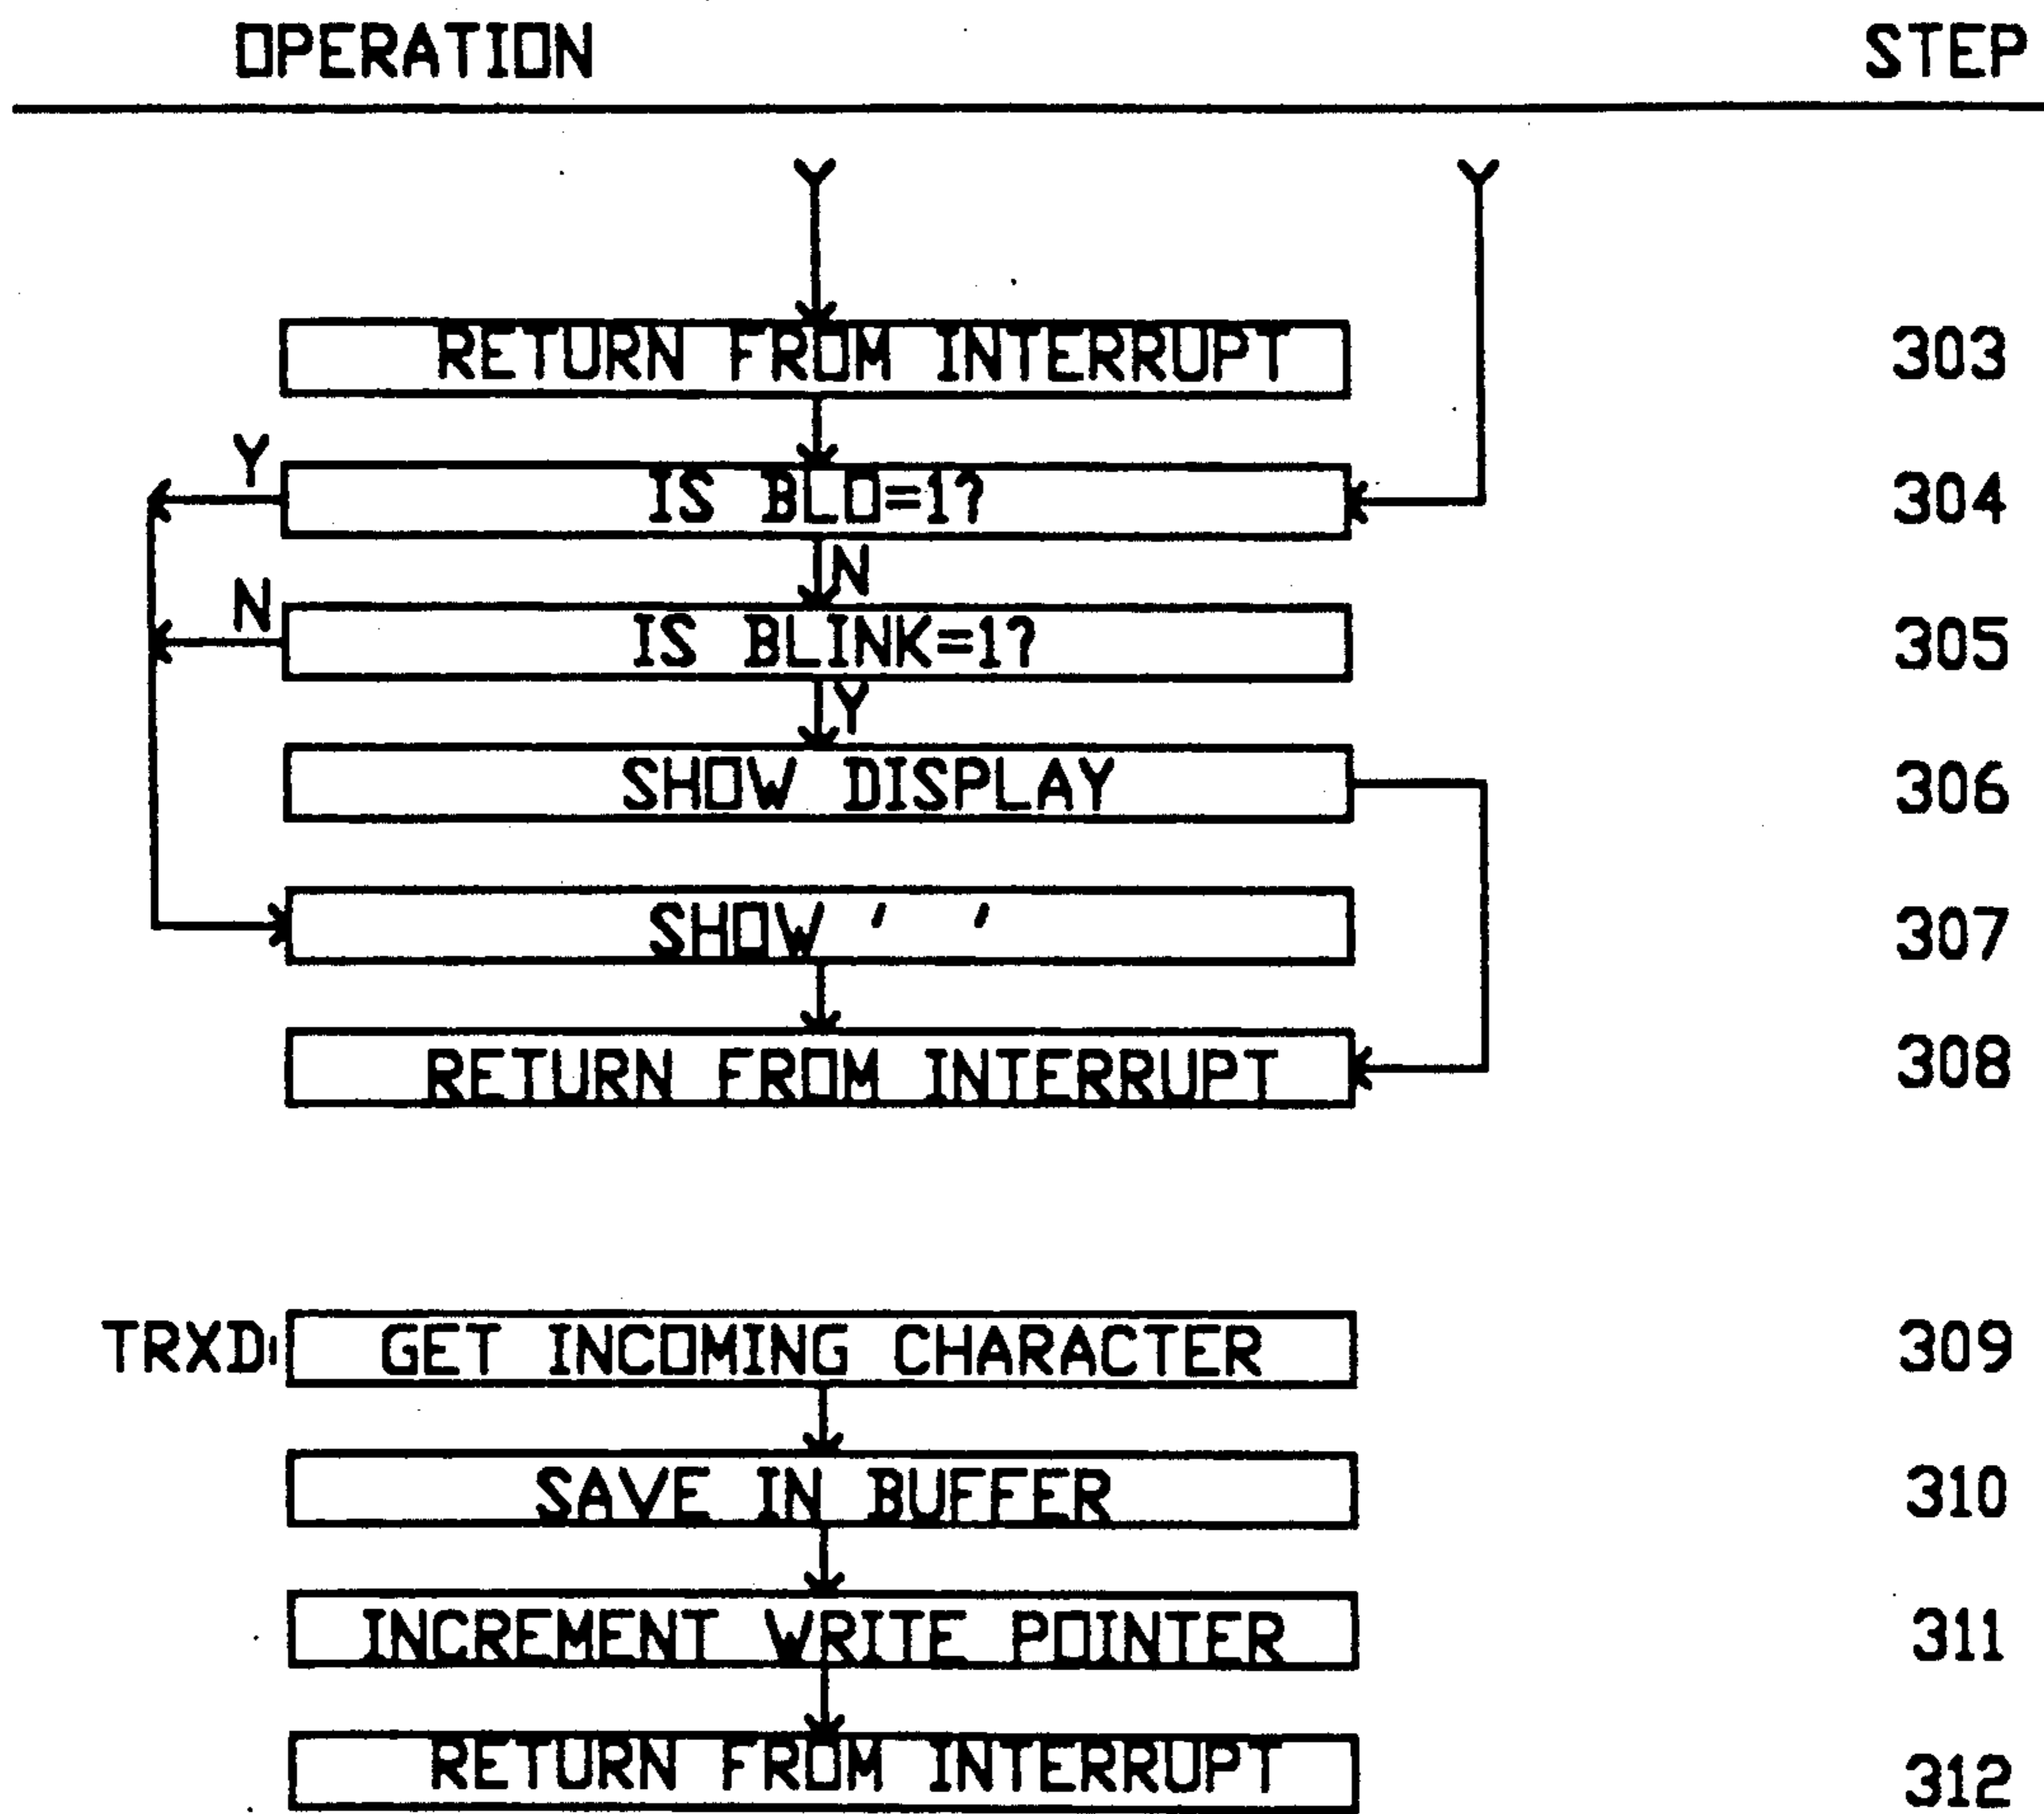 OPERATION STEP
Y Y
RETURN FROM INTERRUPT 303
Y
IS BLO=1? 304
N
N
IS BLINK=1? 305
Y
SHOW DISPLAY 306
SHOW ' ' 307
RETURN FROM INTERRUPT 308
TRXD: GET INCOMING CHARACTER 309
SAVE IN BUFFER 310
INCREMENT WRITE POINTER 311
RETURN FROM INTERRUPT 312